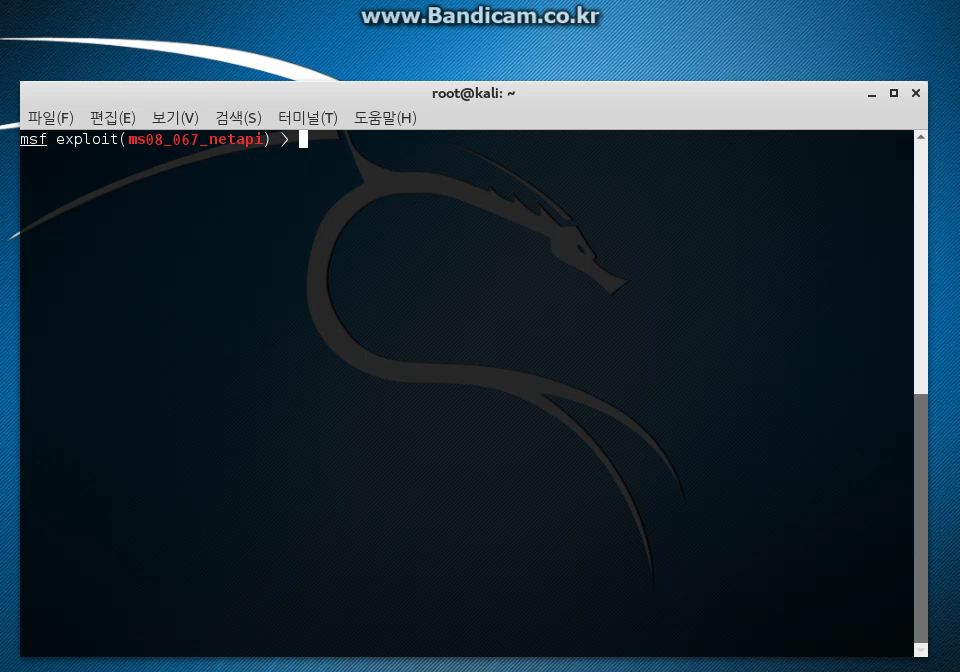 www.Bandicam.co.kr
root@kali: ~
파일(F) 편집(E) 보기(V) 검색(S) 터미널(T) 도움말(H)
msf exploit(ms08_067_netapi) >